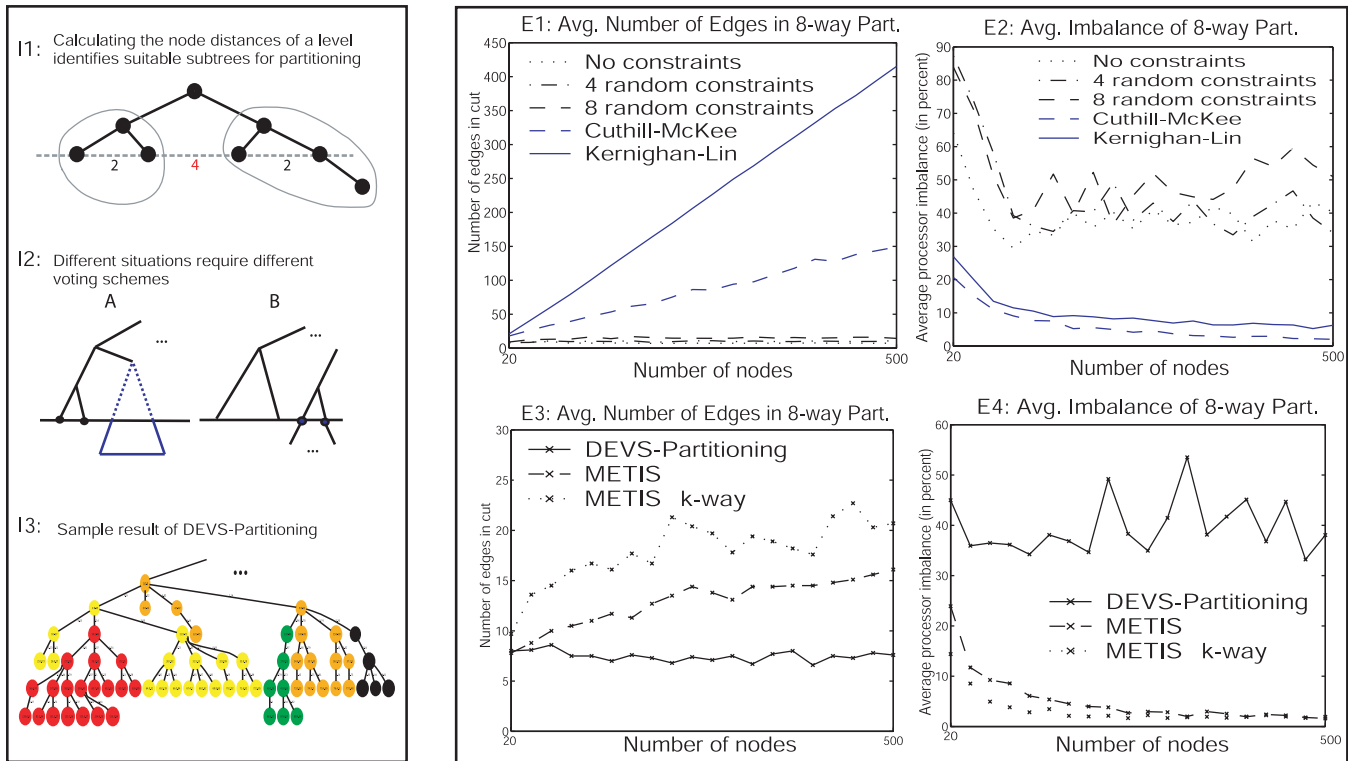 I1: Calculating the node distances of a level
identifies suitable subtrees for partitioning
2 4 2
I2: Different situations require different
voting schemes
A B
... ...
... ...
I3: Sample result of DEVS-Partitioning
...
E1: Avg. Number of Edges in 8-way Part.
450
400
350
300
250
200
150
100
50
0
Number of edges in cut
No constraints
4 random constraints
8 random constraints
Cuthill-McKee
Kernighan-Lin
20 500
Number of nodes
E2: Avg. Imbalance of 8-way Part.
90
80
70
60
50
40
30
20
10
0
Average processor imbalance (in percent)
No constraints
4 random constraints
8 random constraints
Cuthill-McKee
Kernighan-Lin
20 500
Number of nodes
E3: Avg. Number of Edges in 8-way Part.
30
25
20
15
10
5
0
Number of edges in cut
DEVS-Partitioning
METIS
METIS k-way
20 500
Number of nodes
E4: Avg. Imbalance of 8-way Part.
60
50
40
30
20
10
0
Average processor imbalance (in percent)
DEVS-Partitioning
METIS
METIS k-way
20 500
Number of nodes